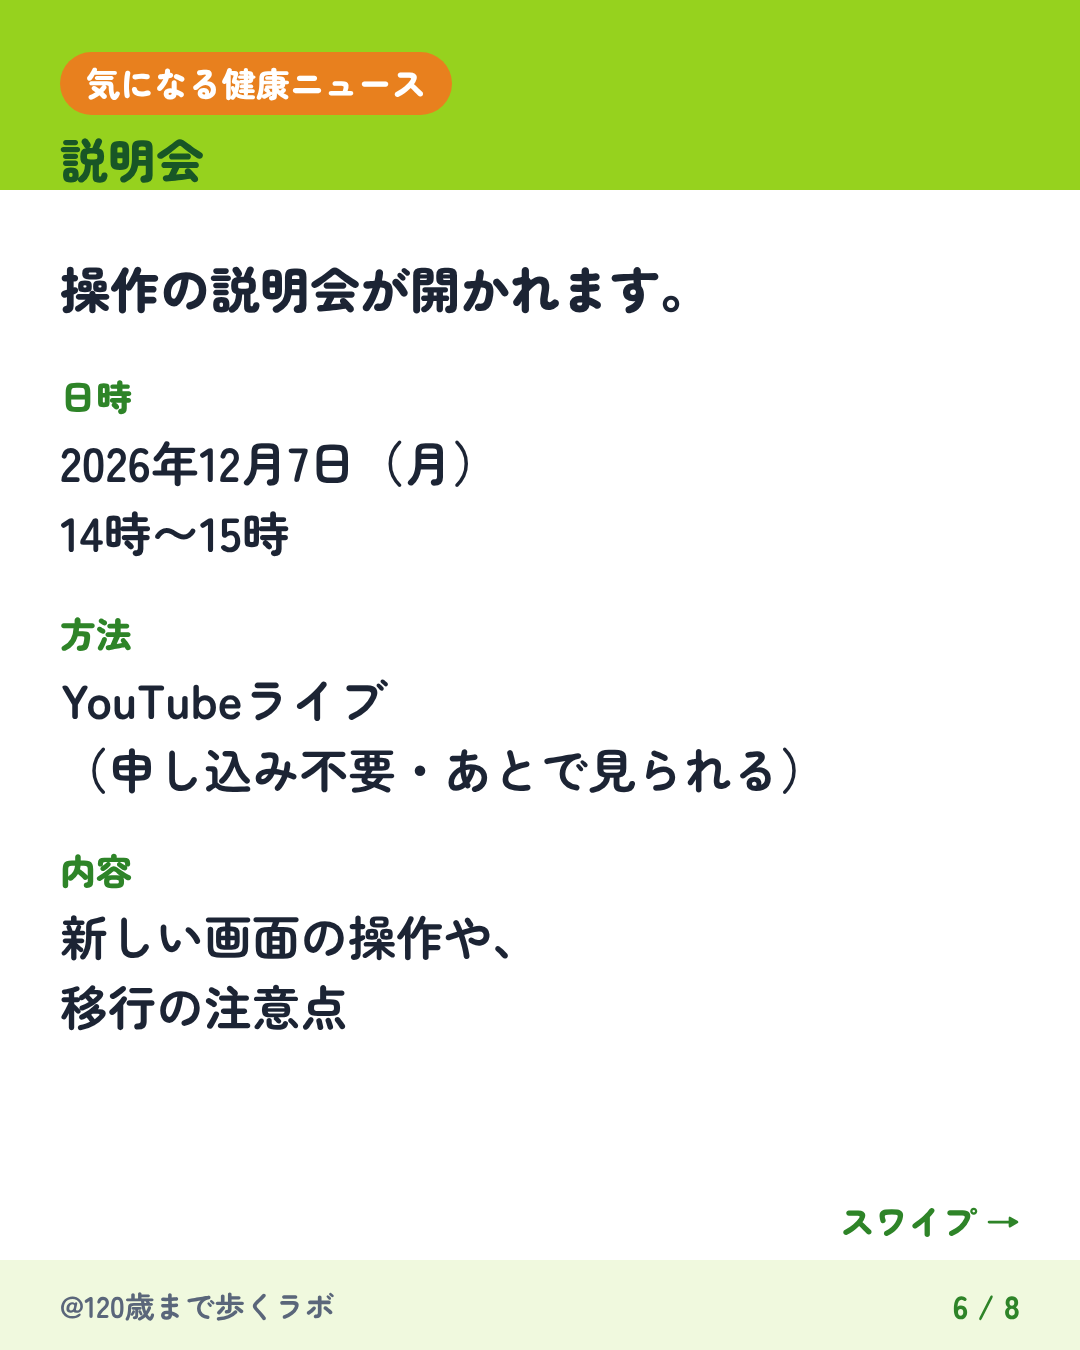 気になる健康ニュース
説明会
操作の説明会が開かれます。
日時
2026年12月7日（月）
14時〜15時
方法
YouTubeライブ
（申し込み不要・あとで見られる）
内容
新しい画面の操作や、
移行の注意点
スワイプ →
@120歳まで歩くラボ
6 / 8